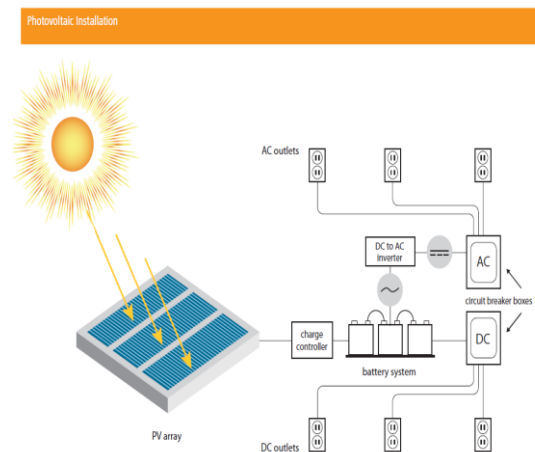 Photovoltaic Installation
AC outlets
DC to AC
inverter
AC
circuit breaker boxes
charge
controller
DC
battery system
PV array
DC outlets